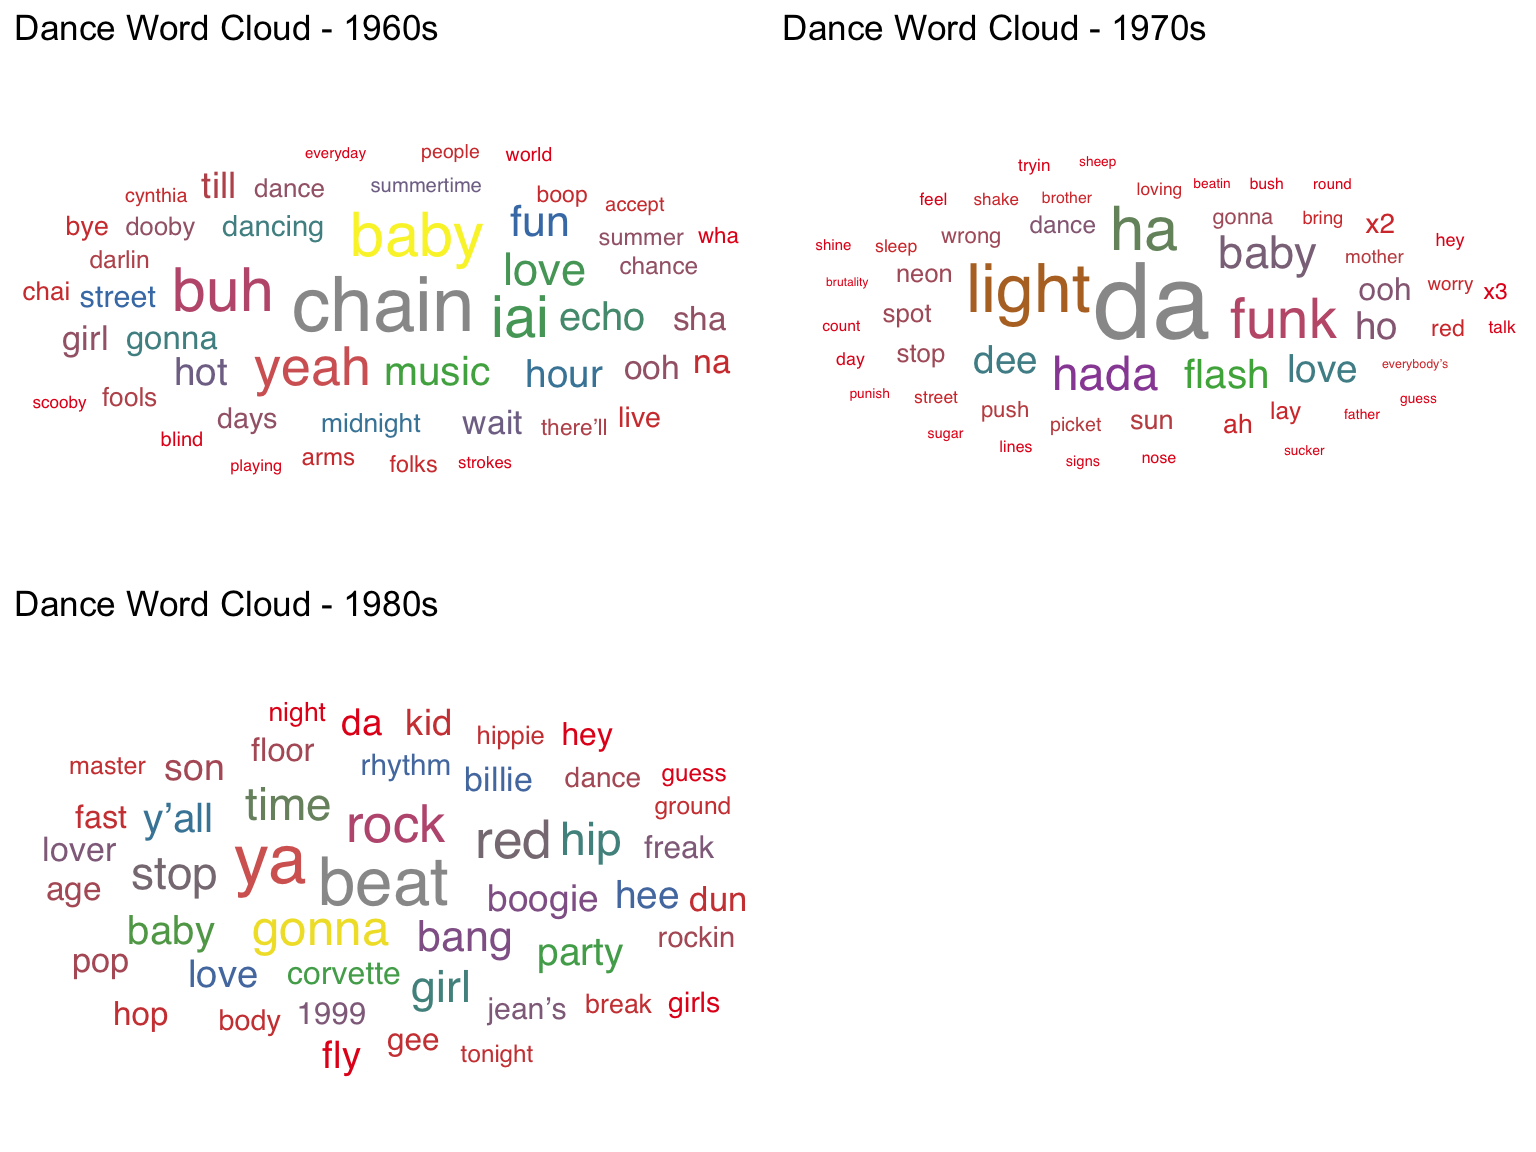 Dance Word Cloud - 1960s
everyday people world
cynthia till dance summertime boop accept
bye dooby dancing baby fun summer wha
darlin love chance
chai street buh chain iai echo sha
girl gonna
hot yeah music hour ooh na
scooby fools
days midnight wait there’ll live
blind
playing arms folks strokes
Dance Word Cloud - 1970s
tryin sheep
feel shake brother loving beatin bush round
shine sleep wrong dance ha gonna bring x2 hey
baby mother
brutality neon light da ooh worry x3
count spot funk ho red talk
day stop dee hada flash love everybody’s
punish street guess
sugar push picket sun ah lay father
lines signs nose sucker
Dance Word Cloud - 1980s
night da kid hippie hey
floor
master son rhythm billie dance guess
fast y’all time rock ground
lover red hip freak
age stop ya beat boogie hee dun
baby gonna bang party rockin
pop love corvette girl
hop body 1999 jean’s break girls
fly gee tonight